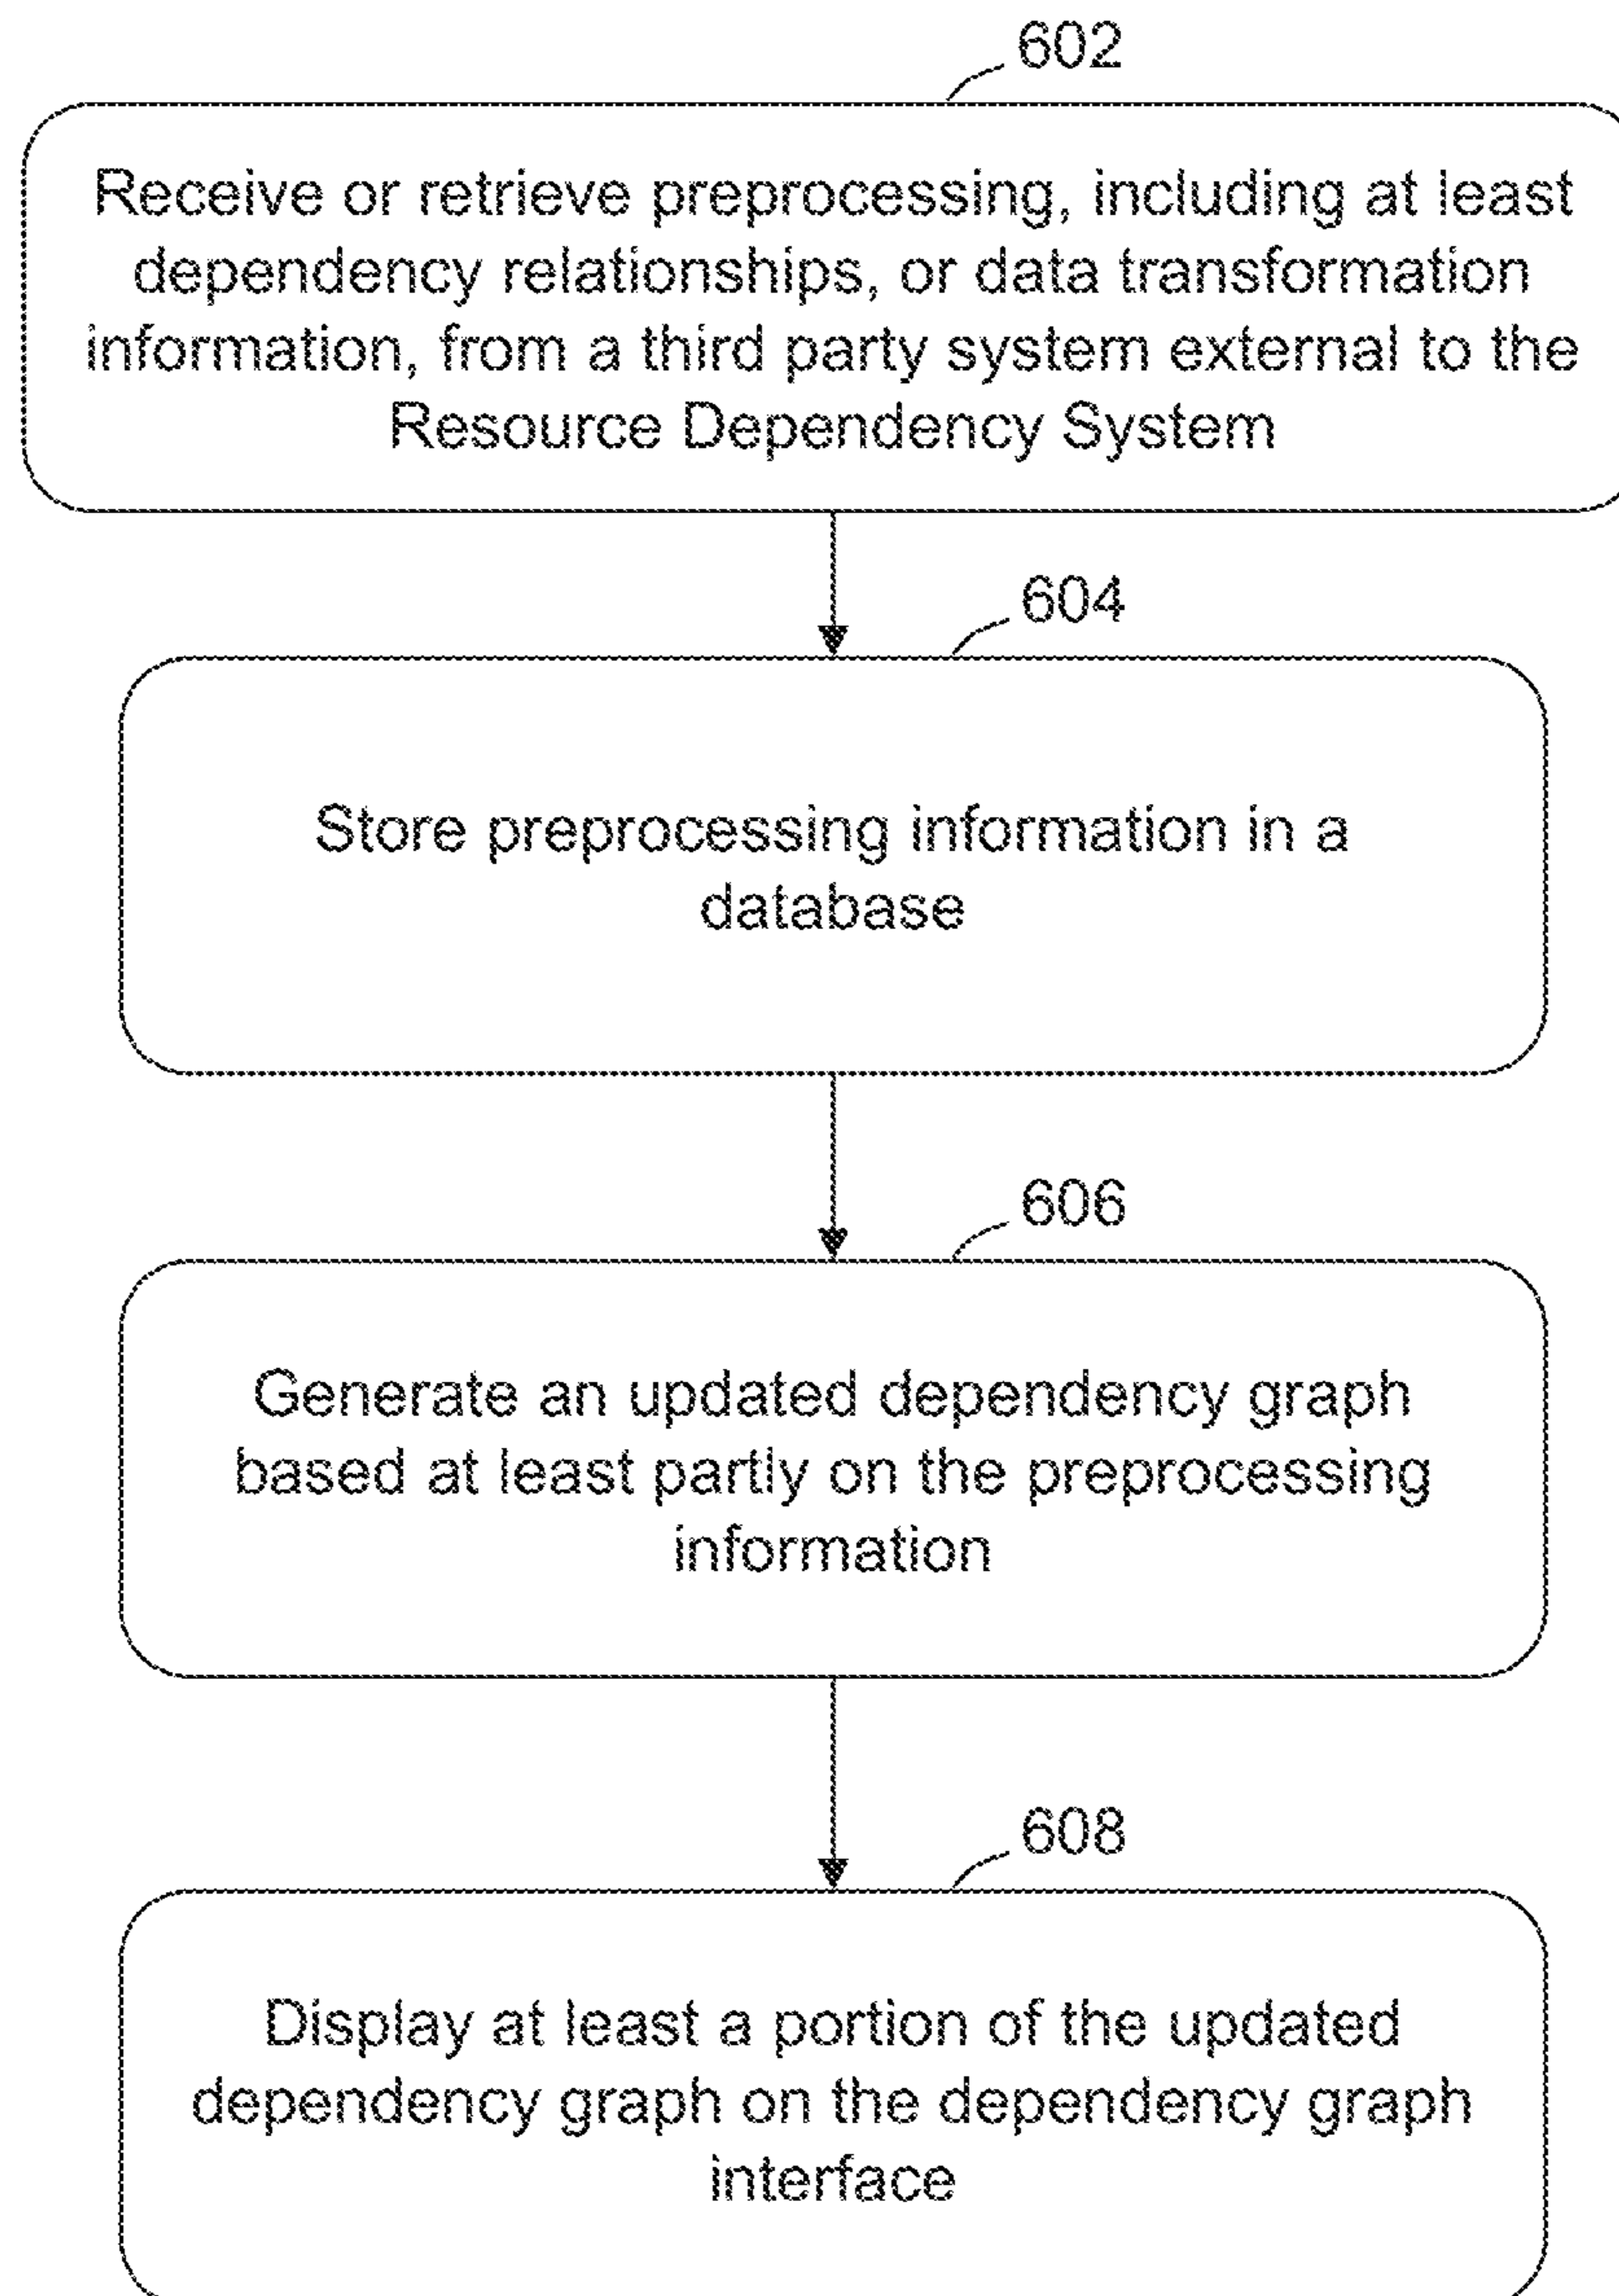 602
Receive or retrieve preprocessing, including at least
dependency relationships, or data transformation
information, from a third party system external to the
Resource Dependency System
604
Store preprocessing information in a
database
606
Generate an updated dependency graph
based at least partly on the preprocessing
information
608
Display at least a portion of the updated
dependency graph on the dependency graph
interface